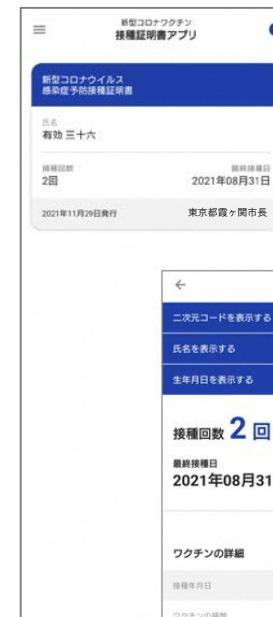 新型コロナワクチン
接種証明書アプリ
新型コロナウイルス
感染症予防接種証明書
氏名
有効 三十六
接種回数
最終接種日
2回
2021年08月31日
2021年11月29日発行
東京都霞ヶ関市長
二次元コードを表示する
氏名を表示する
生年月日を表示する
接種回数 2 回
最終接種日
2021年08月31
ワクチンの詳細
接種年月日
ワクチンの種類